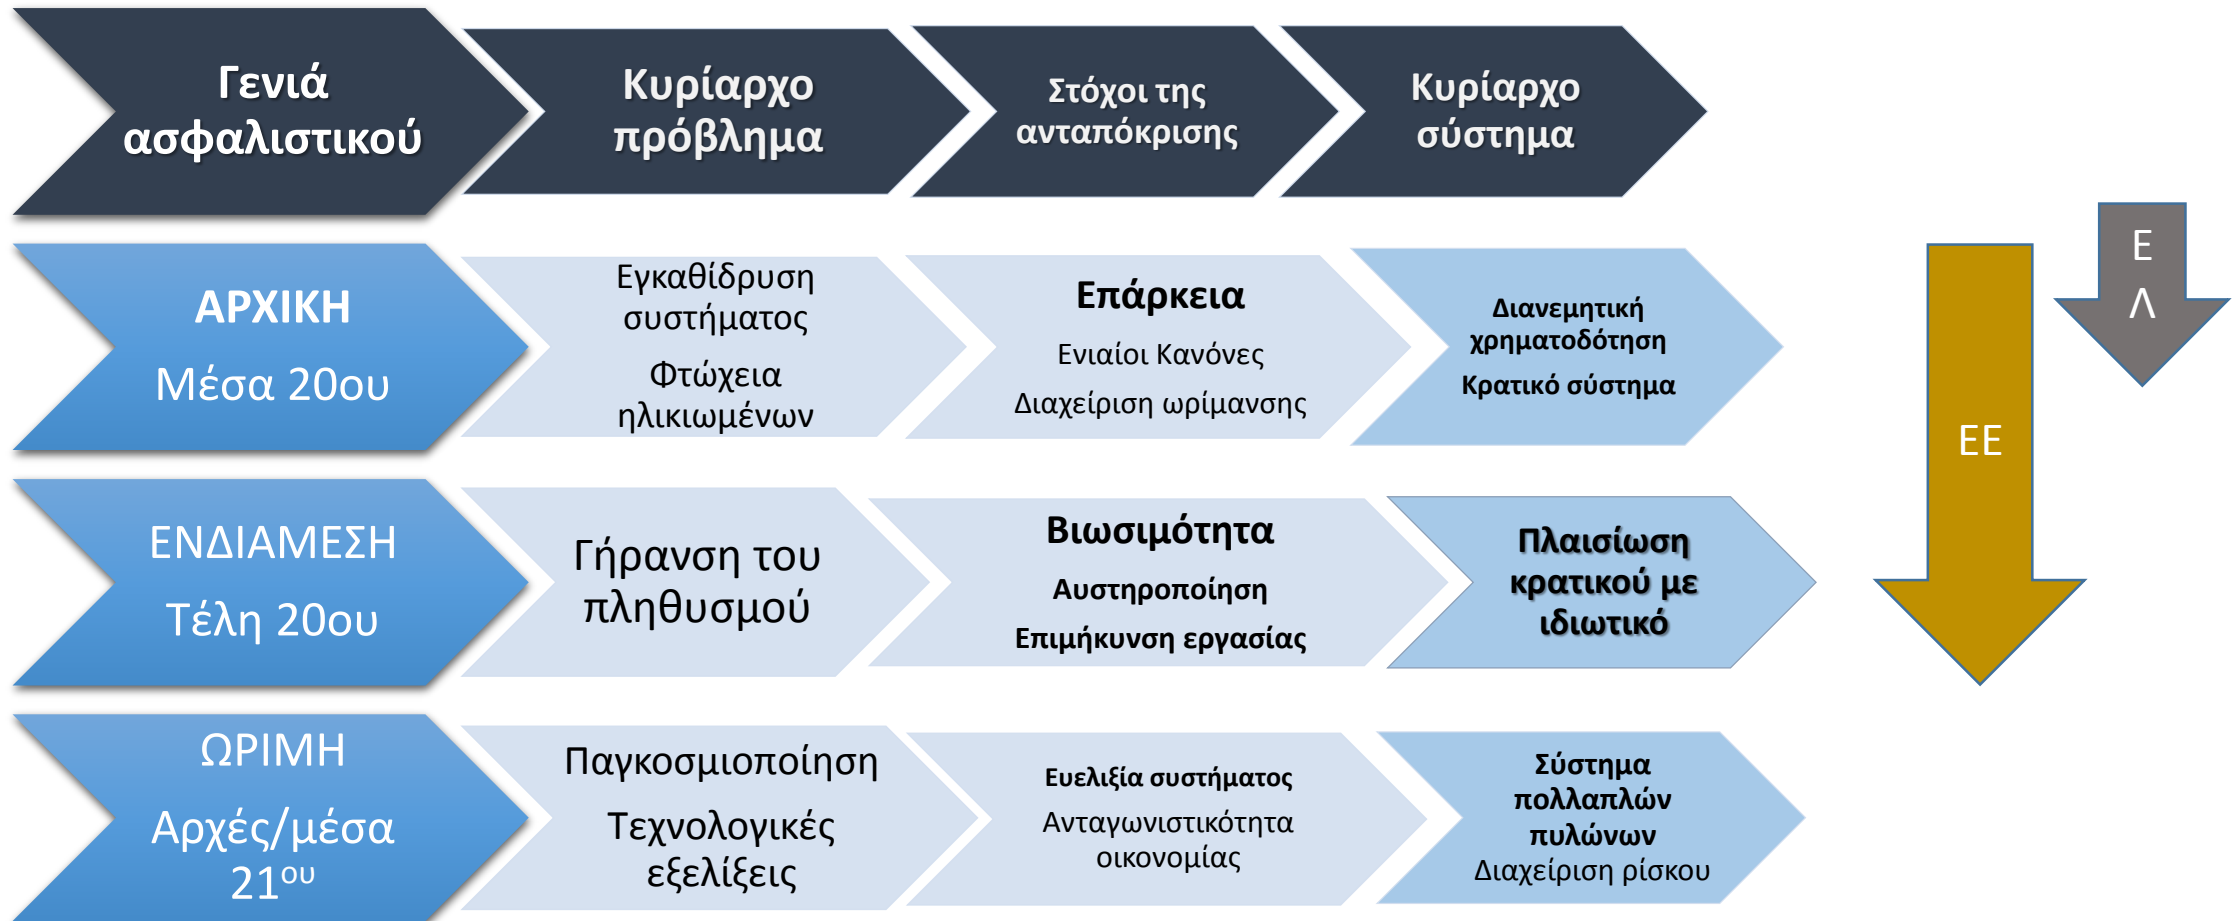 Γενιά
ασφαλιστικού
Κυρίαρχο
πρόβλημα
Στόχοι της
ανταπόκρισης
Κυρίαρχο
σύστημα
ΑΡΧΙΚΗ
Μέσα 20ου
Εγκαθίδρυση
συστήματος
Φτώχεια
ηλικιωμένων
Επάρκεια
Ενιαίοι Κανόνες
Διαχείριση ωρίμανσης
Διανεμητική
χρηματοδότηση
Κρατικό σύστημα
ΕΝΔΙΑΜΕΣΗ
Τέλη 20ου
Γήρανση του
πληθυσμού
Βιωσιμότητα
Αυστηροποίηση
Επιμήκυνση εργασίας
Πλαισίωση
κρατικού με
ιδιωτικό
ΩΡΙΜΗ
Αρχές/μέσα
21ου
Παγκοσμιοποίηση
Τεχνολογικές
εξελίξεις
Ευελιξία συστήματος
Ανταγωνιστικότητα
οικονομίας
Σύστημα
πολλαπλών
πυλώνων
Διαχείριση ρίσκου
ΕΕ
Ε
Λ